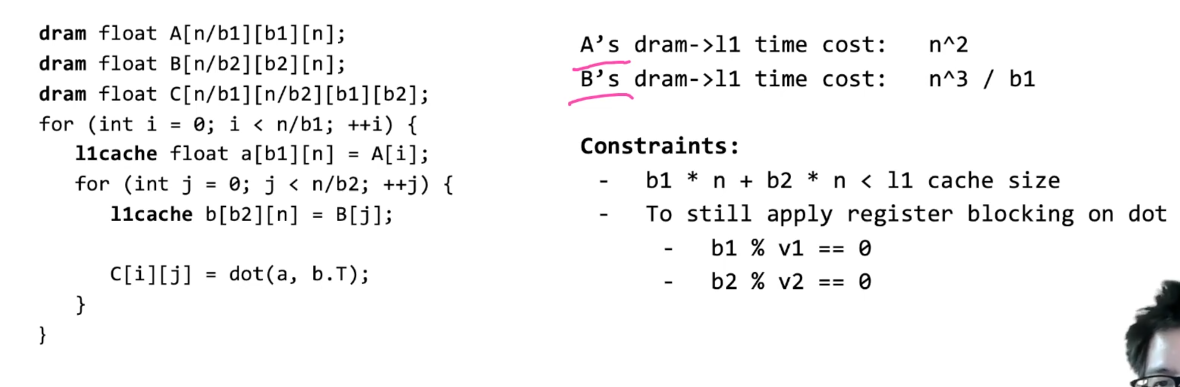 dram float A[n/b1][b1][n];
dram float B[n/b2][b2][n];
dram float C[n/b1][n/b2][b1][b2];
for (int i = 0; i < n/b1; ++i) {
l1cache float a[b1][n] = A[i];
for (int j = 0; j < n/b2; ++j) {
l1cache b[b2][n] = B[j];
C[i][j] = dot(a, b.T);
}
}
A's dram->l1 time cost: n^2
B's dram->l1 time cost: n^3 / b1
Constraints:
- b1 * n + b2 * n < l1 cache size
- To still apply register blocking on dot
- b1 % v1 == 0
- b2 % v2 == 0